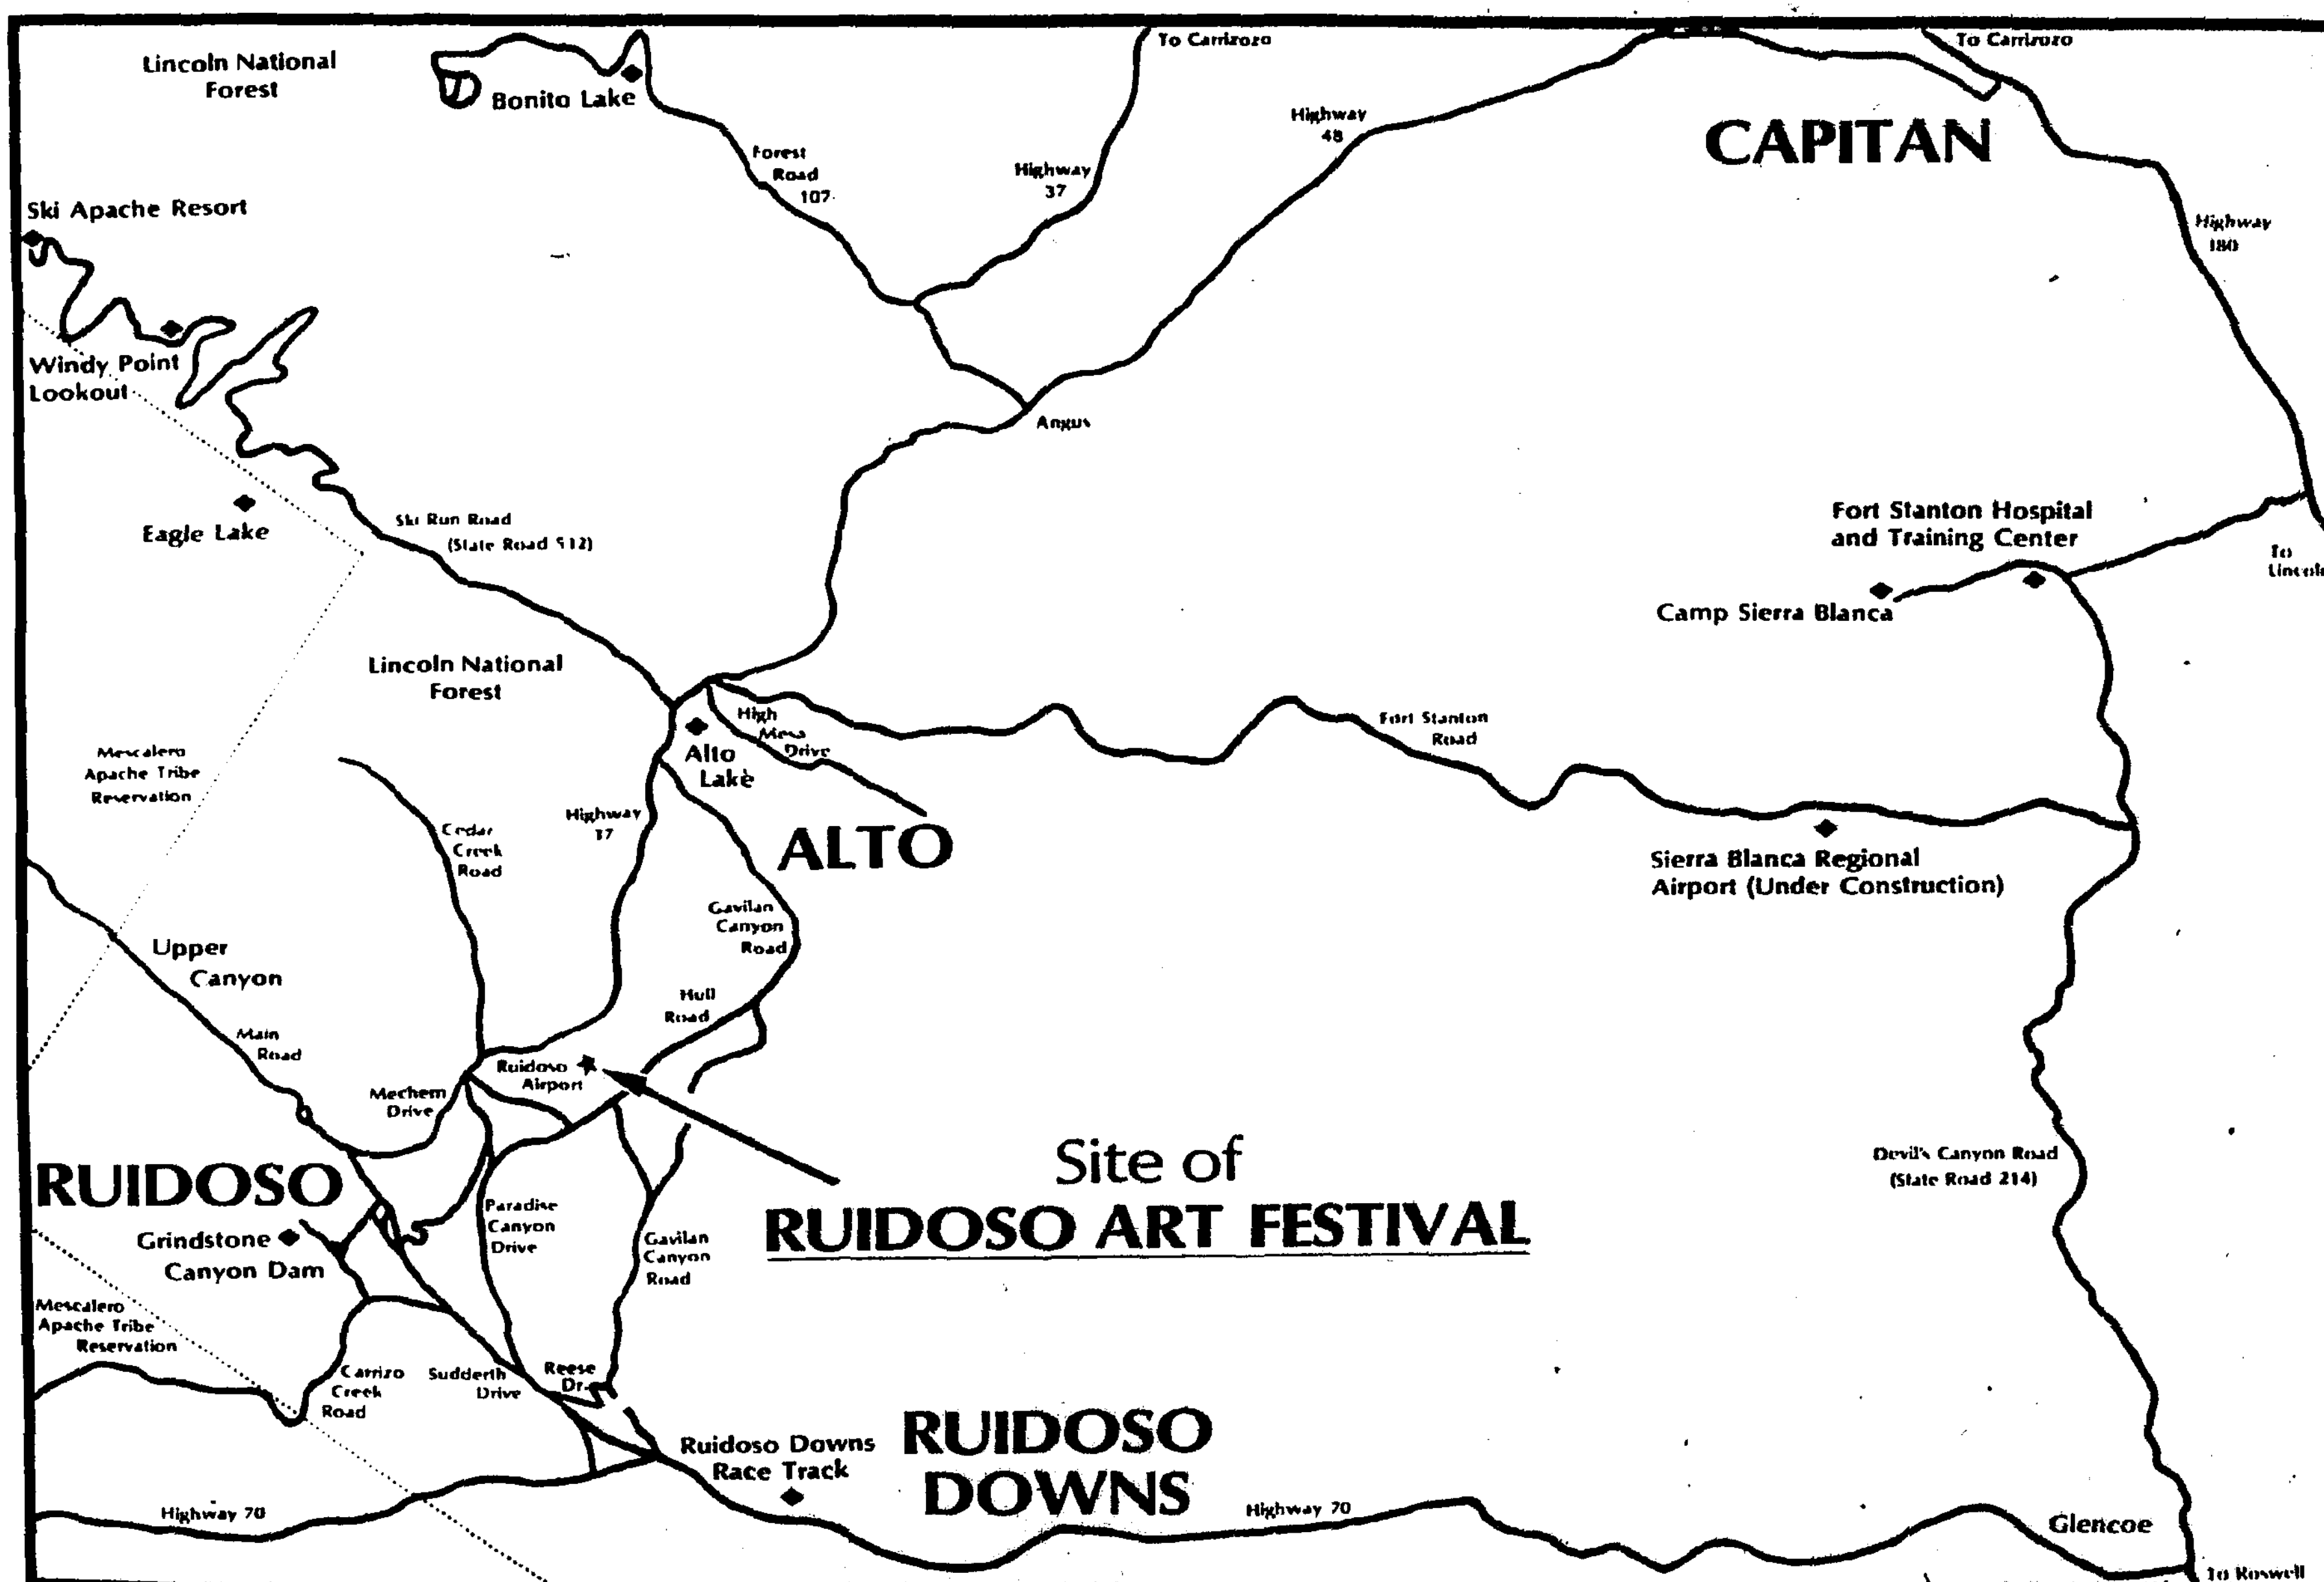 To Carrizozo
To Carrizozo
Lincoln National
Forest
Bonito Lake
Highway
48
CAPITAN
Forest
Road
107
Highway
37
Ski Apache Resort
Highway
380
Windy Point
Lookout
Angus
Eagle Lake
Ski Run Road
(State Road 532)
Fort Stanton Hospital
and Training Center
To
Lincoln
Camp Sierra Blanca
Lincoln National
Forest
High
Mesa
Drive
Fort Stanton
Road
Alto
Lake
Mescalero
Apache Tribe
Reservation
Highway
37
Cedar
Creek
Road
ALTO
Sierra Blanca Regional
Airport (Under Construction)
Gavilan
Canyon
Road
Upper
Canyon
Hull
Road
Main
Road
Ruidoso
Airport
Mechem
Drive
Site of
RUIDOSO ART FESTIVAL
Devil's Canyon Road
(State Road 214)
RUIDOSO
Paradise
Canyon
Drive
Grindstone
Canyon Dam
Gavilan
Canyon
Road
Mescalero
Apache Tribe
Reservation
Carrizo
Creek
Road
Sudderth
Drive
Reese
Dr.
RUIDOSO
DOWNS
Ruidoso Downs
Race Track
Highway 70
Highway 70
Glencoe
To Roswell